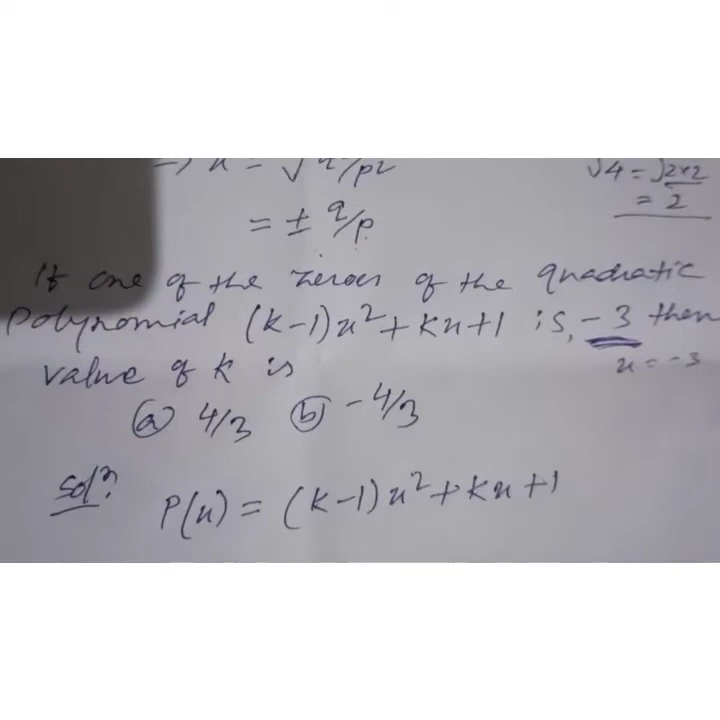 = ± q/p
√4 = √2×2
= 2
If one of the zeroes of the quadratic
Polynomial (k-1)x²+kx+1 is, -3 then
value of k is
x = -3
(a) 4/3 (b) -4/3
Solⁿ:
P(x) = (k-1)x²+kx+1